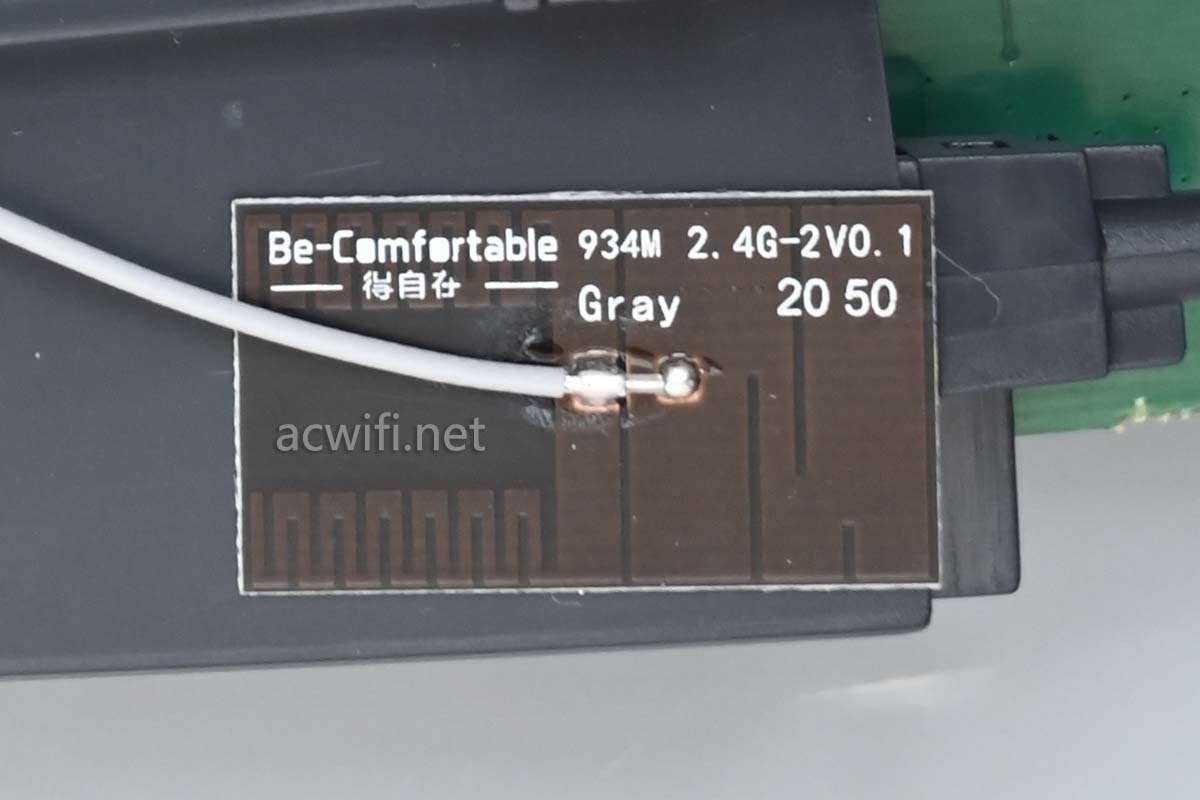 Be-Comfortable 934M 2.4G-2V0.1
得自在
Gray 20 50
acwifi.net